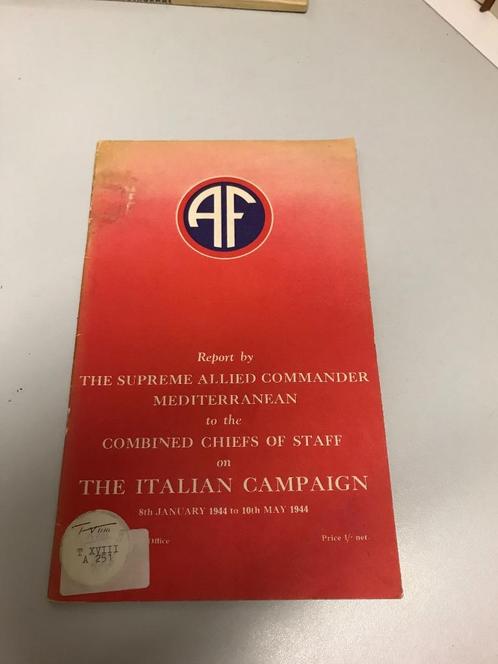 AF
Report by
THE SUPREME ALLIED COMMANDER
MEDITERRANEAN
to the
COMBINED CHIEFS OF STAFF
on
THE ITALIAN CAMPAIGN
8th JANUARY 1944 to 10th MAY 1944
Office
Price 1/- net
T XVIII
A 251